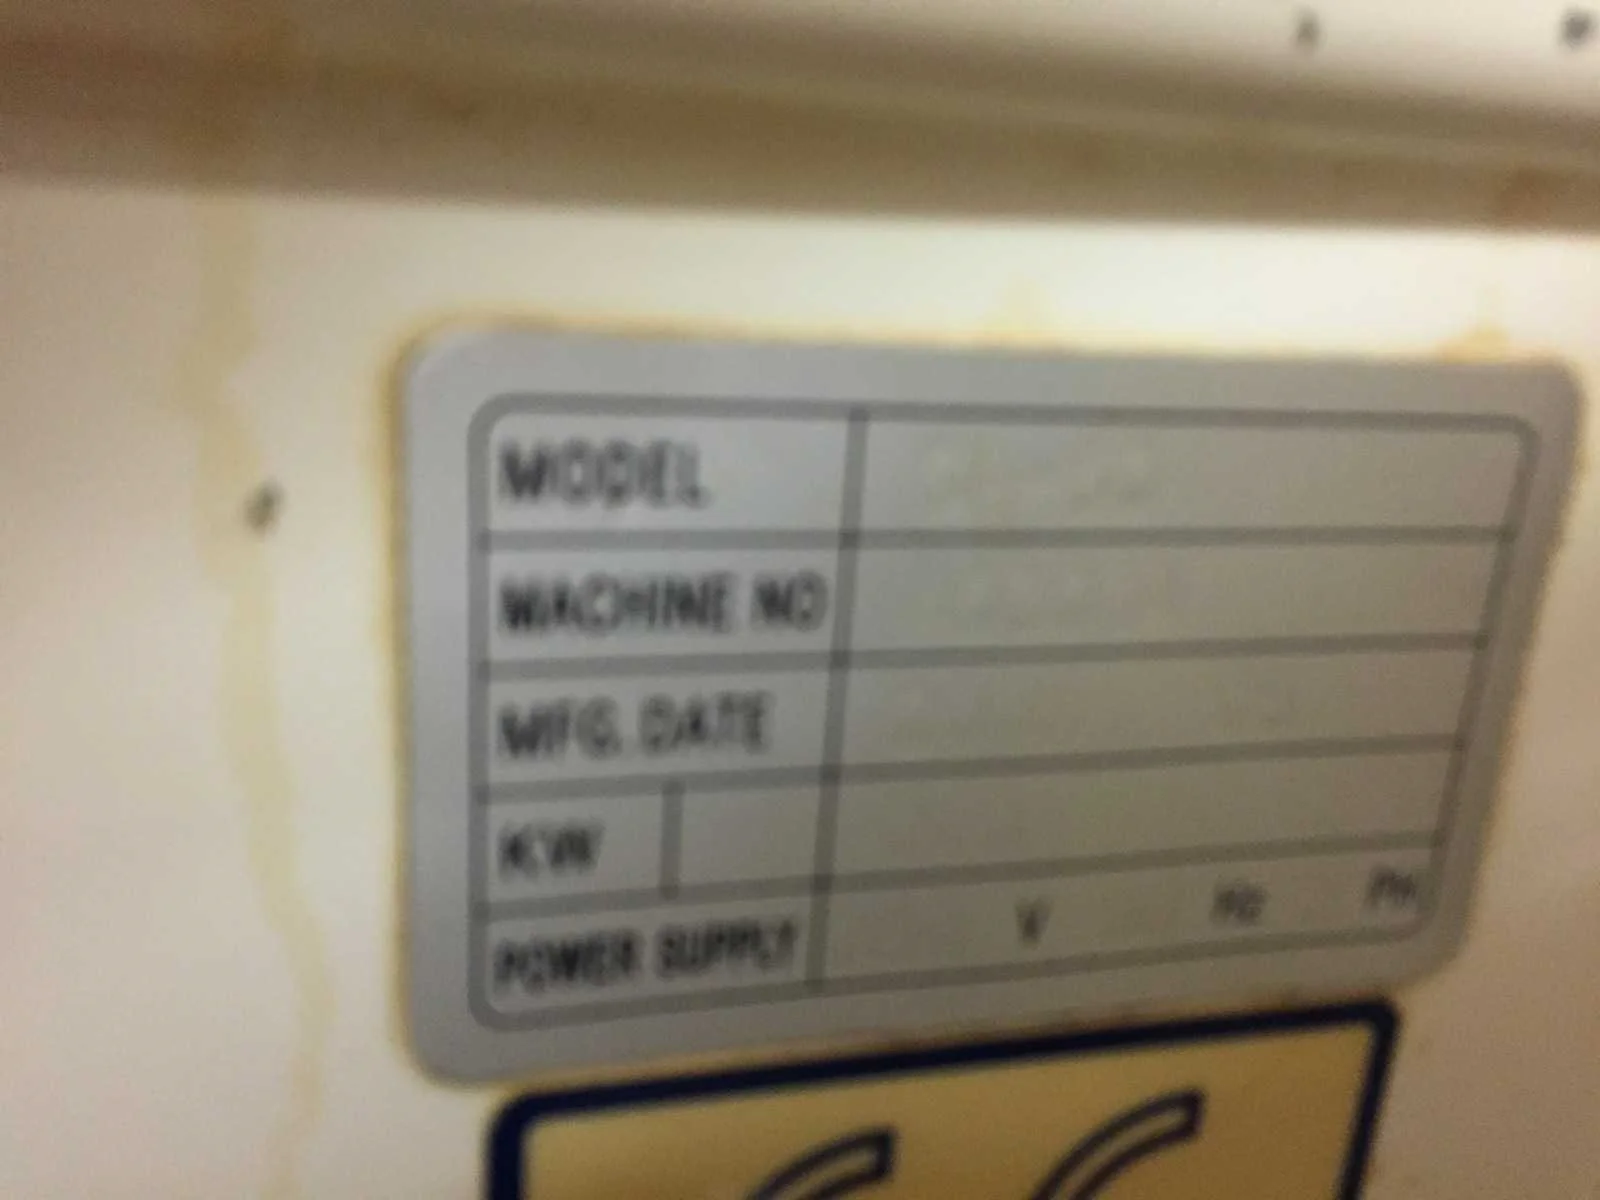 MODEL
MACHINE NO
MFG. DATE
KW
POWER SUPPLY V Hz PH